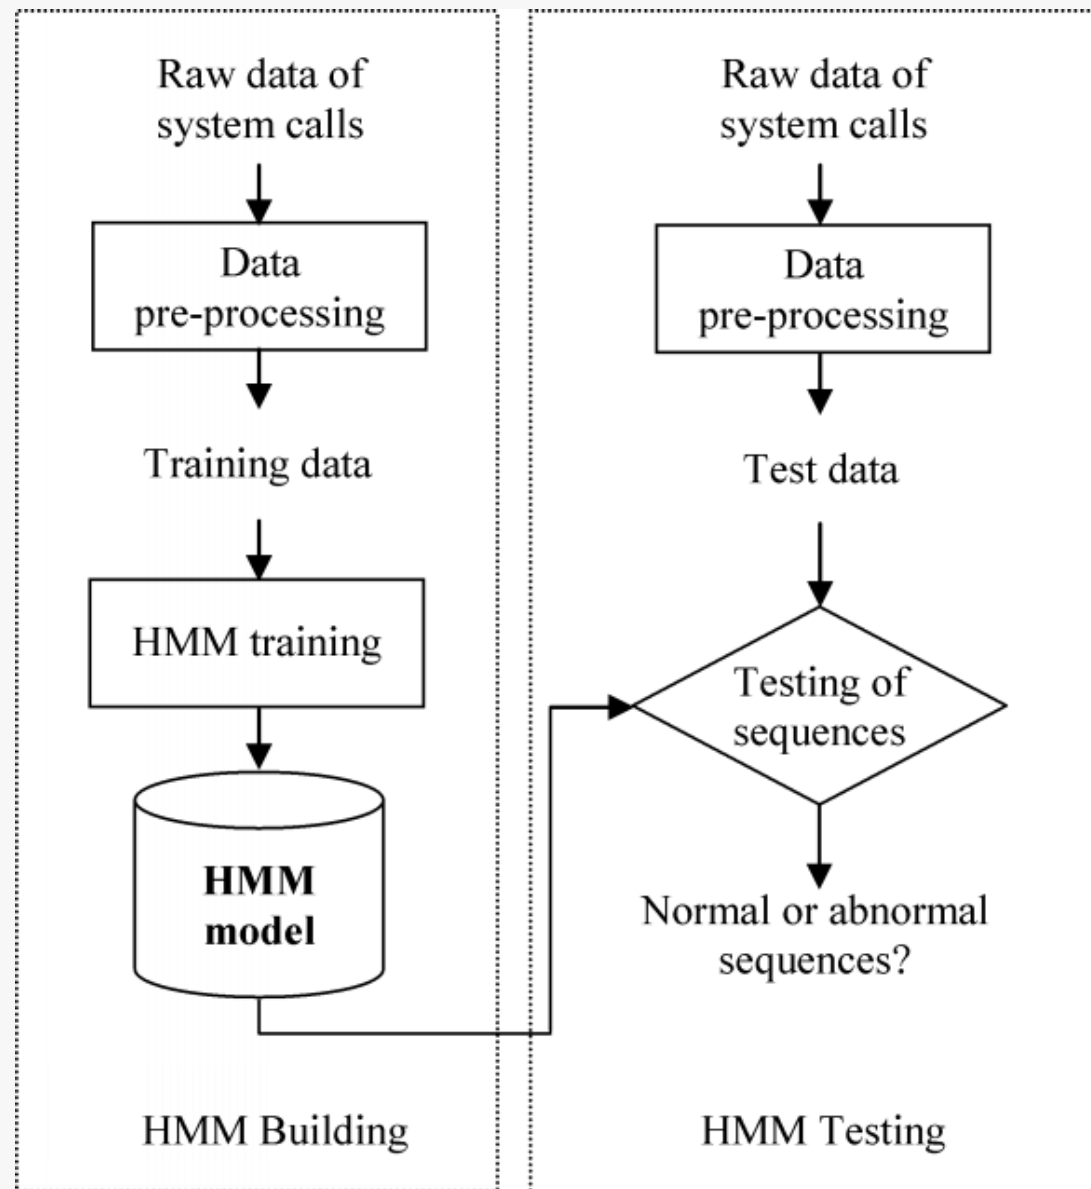 Raw data of
system calls
Data
pre-processing
Training data
HMM training
HMM
model
HMM Building
Raw data of
system calls
Data
pre-processing
Test data
Testing of
sequences
Normal or abnormal
sequences?
HMM Testing